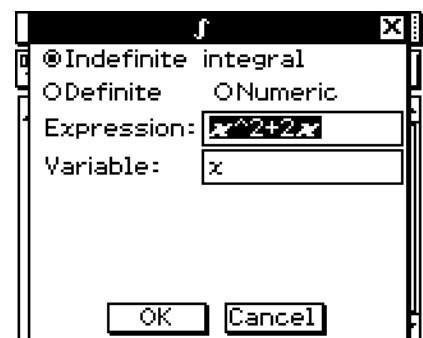 ∫
Indefinite integral
Definite Numeric
Expression: x^2+2x
Variable: x
OK Cancel